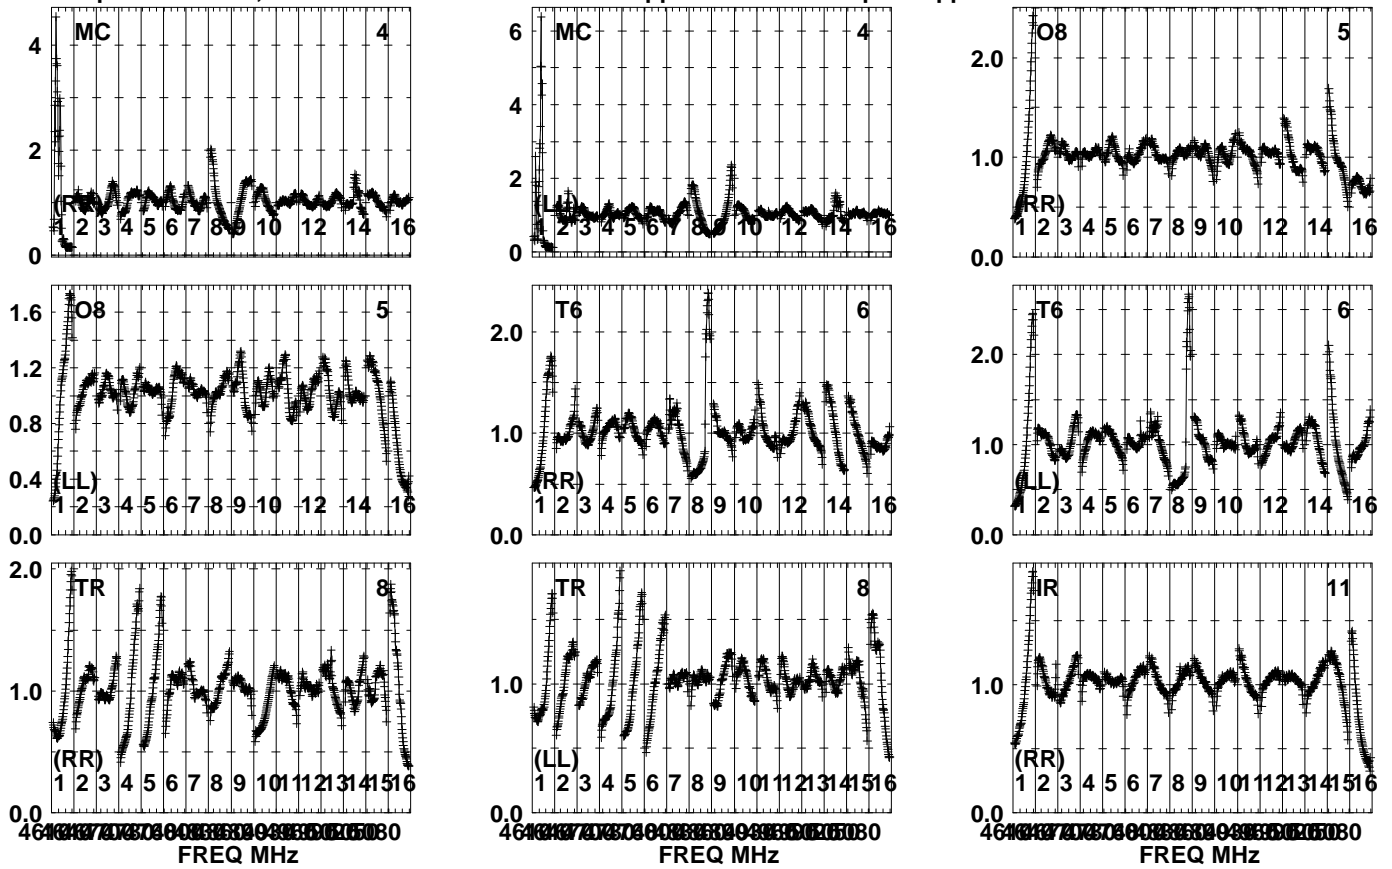 MC 4
4
2
0
(RR)
1 2 3 4 5 6 7 8 9 10 12 14 16
MC 4
6
4
2
0
(LL)
1 2 3 4 5 6 7 8 9 10 12 14 16
O8 5
2.0
1.0
0.0
(RR)
1 2 3 4 5 6 7 8 9 10 12 14 16
O8 5
1.6
1.2
0.8
0.4
0.0
(LL)
1 2 3 4 5 6 7 8 9 10 12 14 16
T6 6
2.0
1.0
0.0
(RR)
1 2 3 4 5 6 7 8 9 10 12 14 16
T6 6
2.0
1.0
0.0
(LL)
1 2 3 4 5 6 7 8 9 10 12 14 16
TR 8
2.0
1.0
0.0
(RR)
1 2 3 4 5 6 7 8 9 10 11 12 13 14 15 16
FREQ MHz
TR 8
1.0
0.0
(LL)
1 2 3 4 5 6 7 8 9 10 11 12 13 14 15 16
IR 11
1.0
0.0
(RR)
1 2 3 4 5 6 7 8 9 10 11 12 13 14 15 16
FREQ MHz